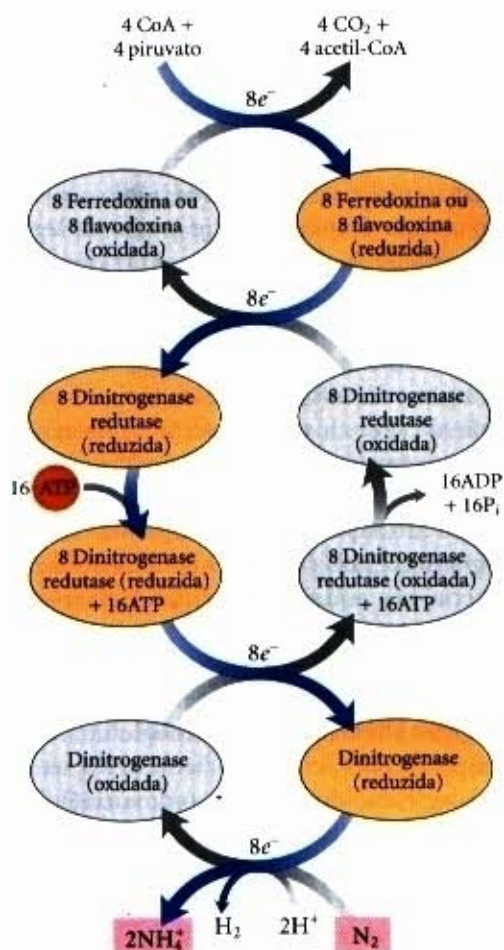 4 CoA +
4 piruvato
4 CO₂ +
4 acetil-CoA
8e⁻
8 Ferredoxina ou
8 flavodoxina
(oxidada)
8 Ferredoxina ou
8 flavodoxina
(reduzida)
8e⁻
8 Dinitrogenase
redutase
(reduzida)
8 Dinitrogenase
redutase
(oxidada)
16 ATP
16ADP
+ 16Pᵢ
8 Dinitrogenase
redutase (reduzida)
+ 16ATP
8 Dinitrogenase
redutase (oxidada)
+ 16ATP
8e⁻
Dinitrogenase
(oxidada)
Dinitrogenase
(reduzida)
8e⁻
2NH₄⁺
H₂
2H⁺
N₂